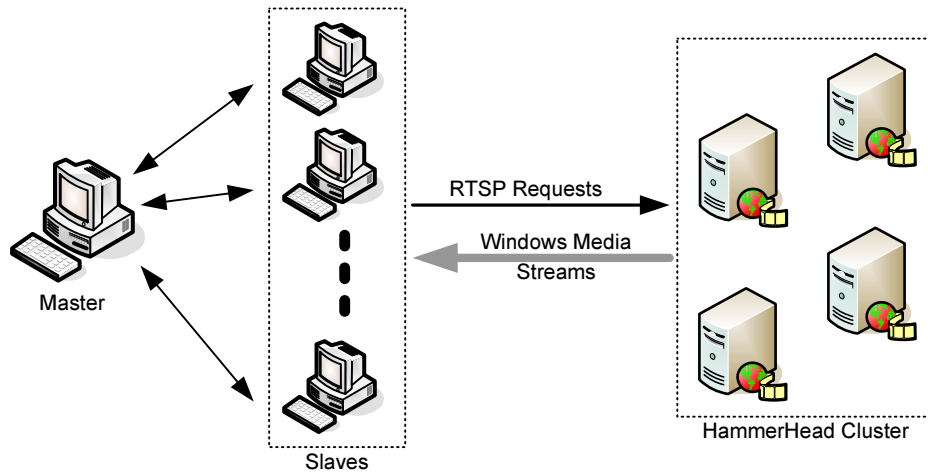 RTSP Requests
Windows Media
Streams
Master
HammerHead Cluster
Slaves